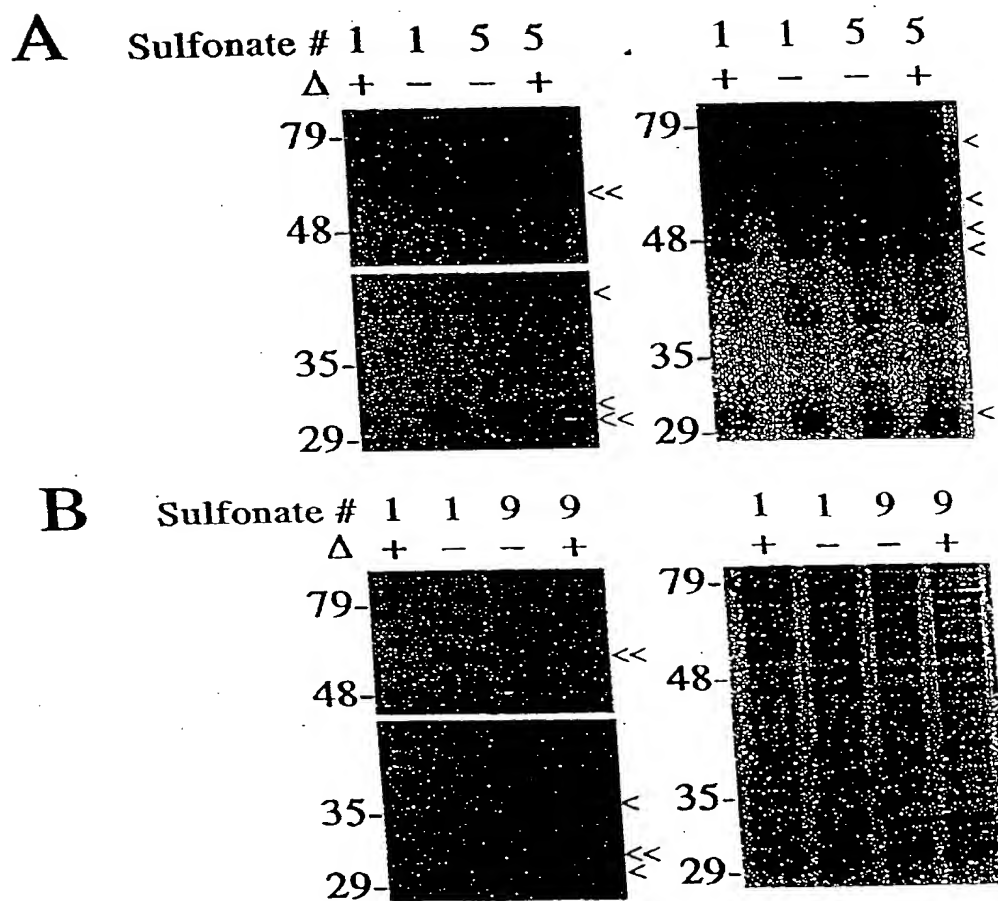 A Sulfonate # 1 1 5 5 1 1 5 5
Δ + − − + + − − +
79- 79-
<
<< <
48- 48- <
<
<
35- 35-
<
<< <
29- 29-
B Sulfonate # 1 1 9 9 1 1 9 9
Δ + − − + + − − +
79- 79-
<<
48- 48-
35- < 35-
<<
<
29- 29-